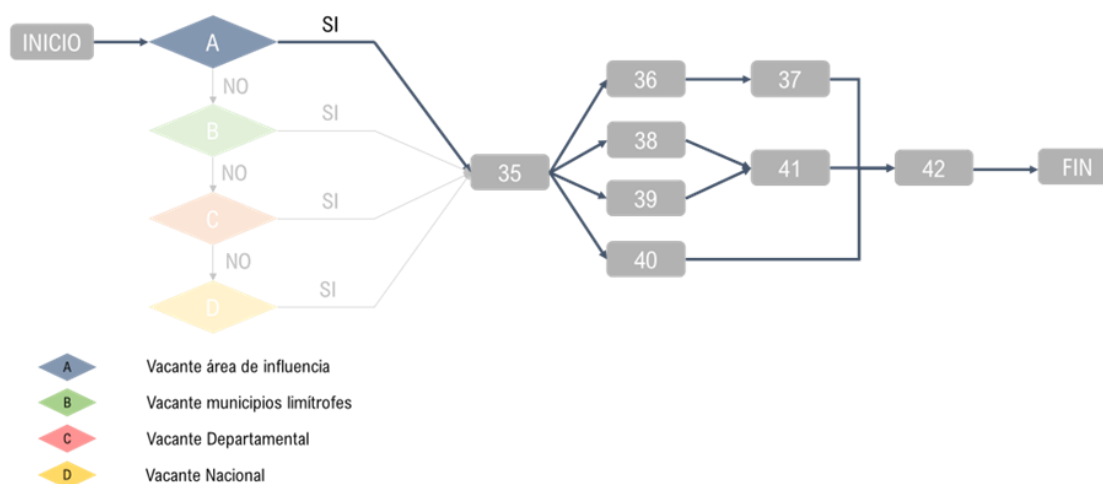 INICIO
A
SI
NO
B
SI
NO
C
SI
NO
D
SI
35
36
37
38
39
40
41
42
FIN
A Vacante área de influencia
B Vacante municipios limítrofes
C Vacante Departamental
D Vacante Nacional